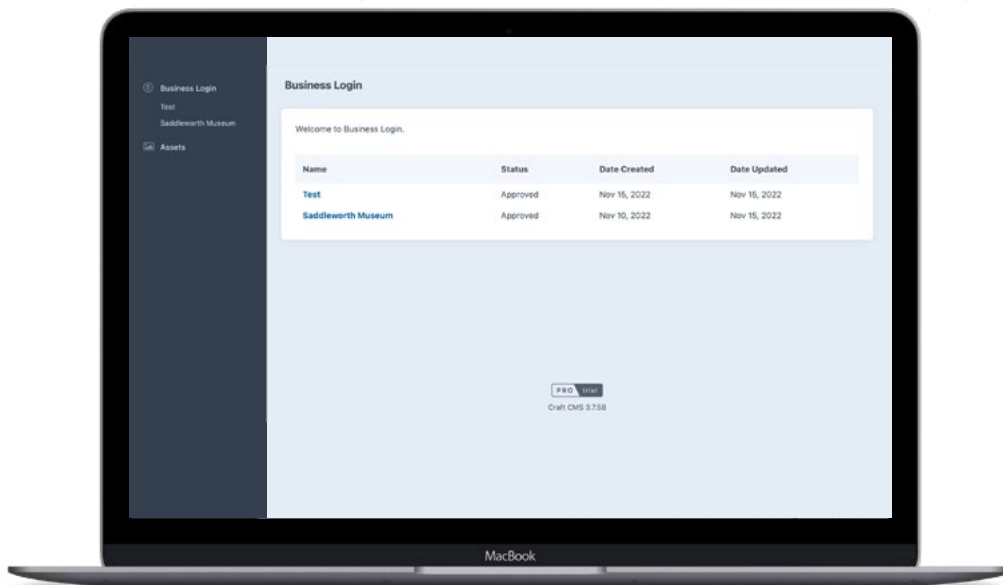 Business Login
Test
Saddleworth Museum
Assets
Business Login
Welcome to Business Login.
Name Status Date Created Date Updated
Test Approved Nov 15, 2022 Nov 15, 2022
Saddleworth Museum Approved Nov 10, 2022 Nov 15, 2022
PRO trial
Craft CMS 3.7.58
MacBook